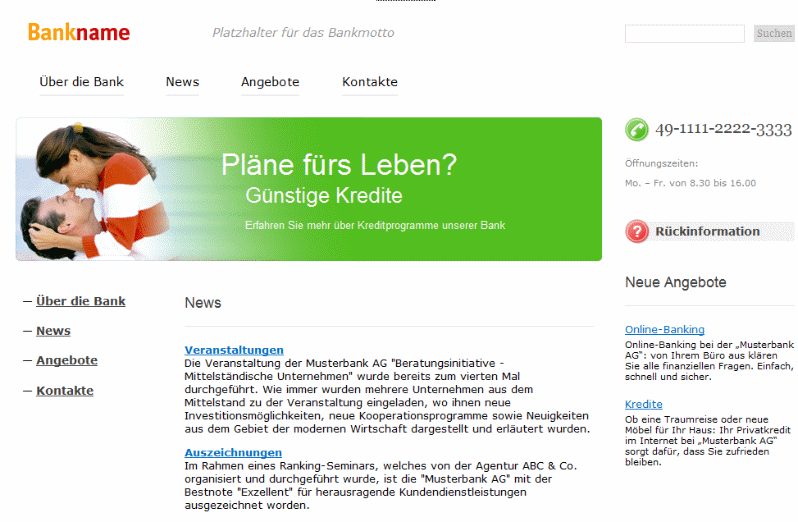 Bankname
Platzhalter für das Bankmotto
Suchen
Über die Bank News Angebote Kontakte
Pläne fürs Leben?
Günstige Kredite
Erfahren Sie mehr über Kreditprogramme unserer Bank
49-1111-2222-3333
Öffnungszeiten:
Mo. – Fr. von 8.30 bis 16.00
Rückinformation
— Über die Bank
— News
— Angebote
— Kontakte
News
Veranstaltungen
Die Veranstaltung der Musterbank AG "Beratungsinitiative -
Mittelständische Unternehmen" wurde bereits zum vierten Mal
durchgeführt. Wie immer wurden mehrere Unternehmen aus dem
Mittelstand zu der Veranstaltung eingeladen, wo ihnen neue
Investitionsmöglichkeiten, neue Kooperationsprogramme sowie Neuigkeiten
aus dem Gebiet der modernen Wirtschaft dargestellt und erläutert wurden.
Auszeichnungen
Im Rahmen eines Ranking-Seminars, welches von der Agentur ABC & Co.
organisiert und durchgeführt wurde, ist die "Musterbank AG" mit der
Bestnote "Exzellent" für herausragende Kundendienstleistungen
ausgezeichnet worden.
Neue Angebote
Online-Banking
Online-Banking bei der „Musterbank
AG“: von Ihrem Büro aus klären
Sie alle finanziellen Fragen. Einfach,
schnell und sicher.
Kredite
Ob eine Traumreise oder neue
Möbel für Ihr Haus: Ihr Privatkredit
im Internet bei „Musterbank AG“
sorgt dafür, dass Sie zufrieden
bleiben.